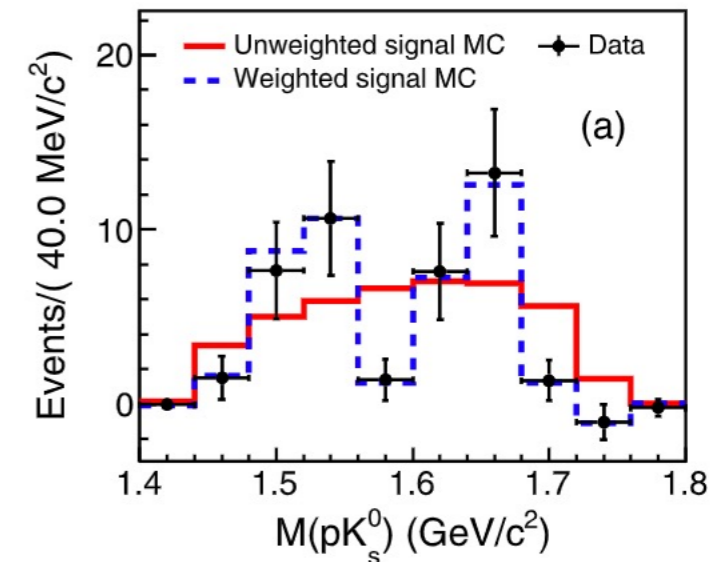 Unweighted signal MC
Data
Weighted signal MC
(a)
Events/( 40.0 MeV/c²)
20
10
0
1.4 1.5 1.6 1.7 1.8
M(pK⁰ₛ) (GeV/c²)